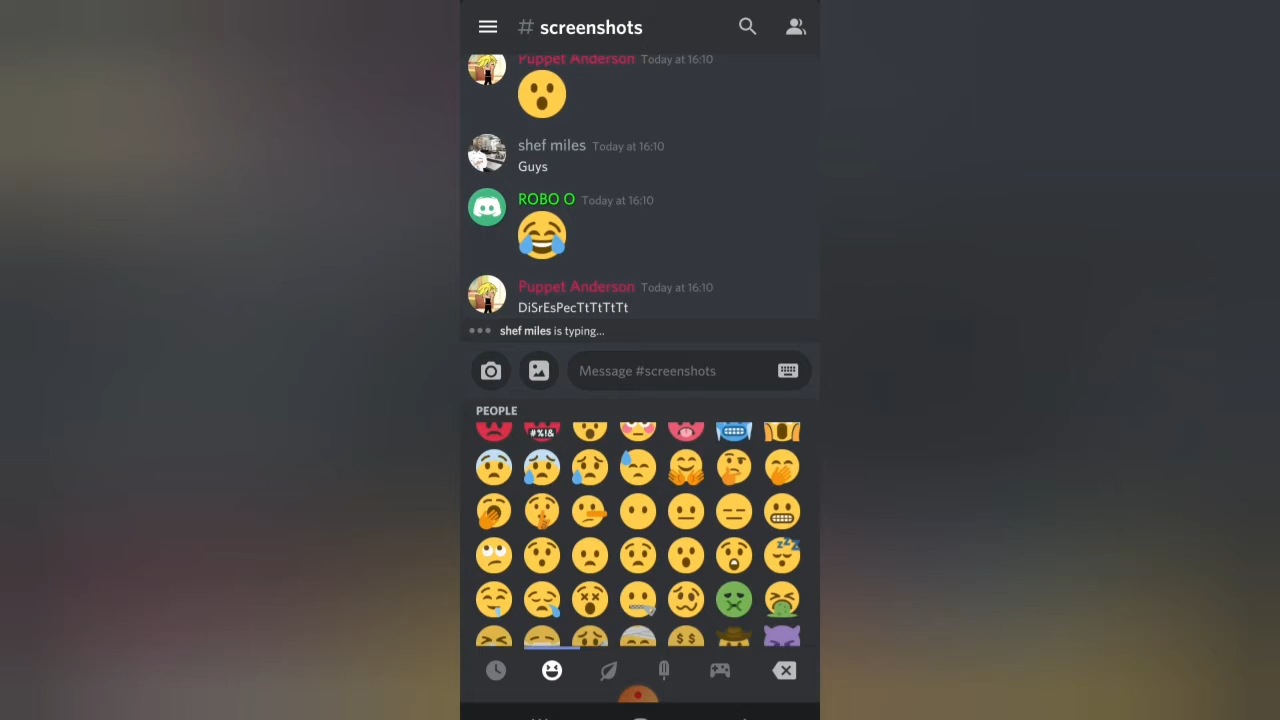 # screenshots
Puppet Anderson Today at 16:10
shef miles Today at 16:10
Guys
ROBO O Today at 16:10
Puppet Anderson Today at 16:10
DiSrEsPecTtTtTtTt
shef miles is typing...
Message #screenshots
PEOPLE
#%!&